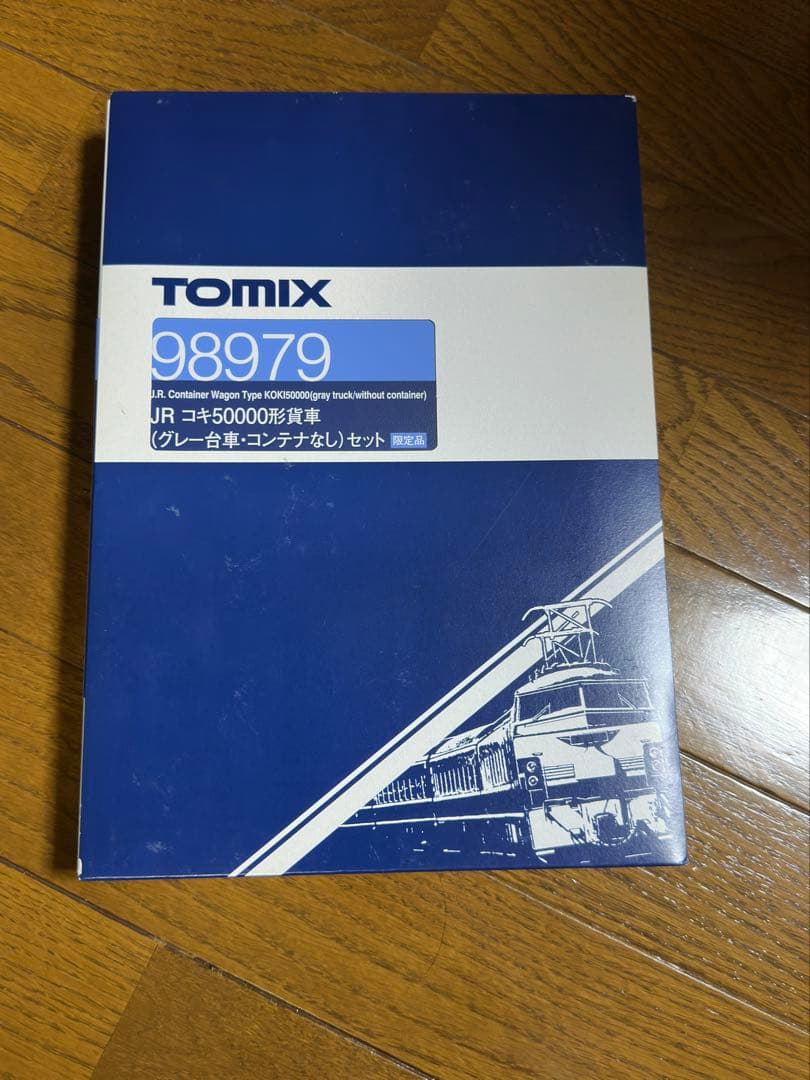 TOMIX
98979
J.R. Container Wagon Type KOKI50000(gray truck/without container)
JR コキ50000形貨車
(グレー台車・コンテナなし)セット 限定品